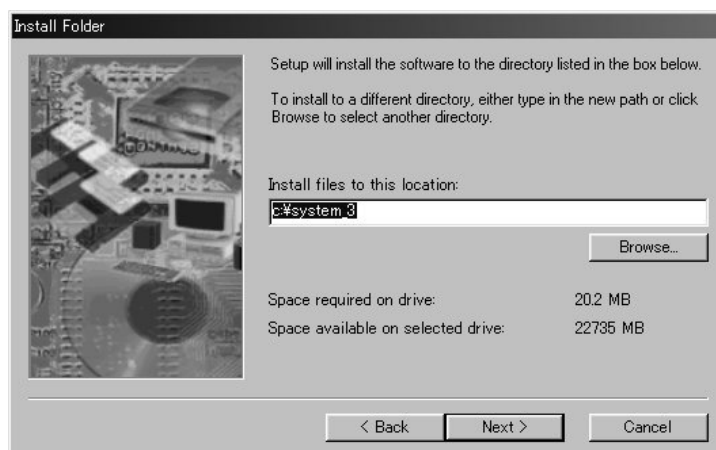 Install Folder
Setup will install the software to the directory listed in the box below.
To install to a different directory, either type in the new path or click
Browse to select another directory.
Install files to this location:
c:¥system_3
Browse...
Space required on drive: 20.2 MB
Space available on selected drive: 22735 MB
< Back Next > Cancel